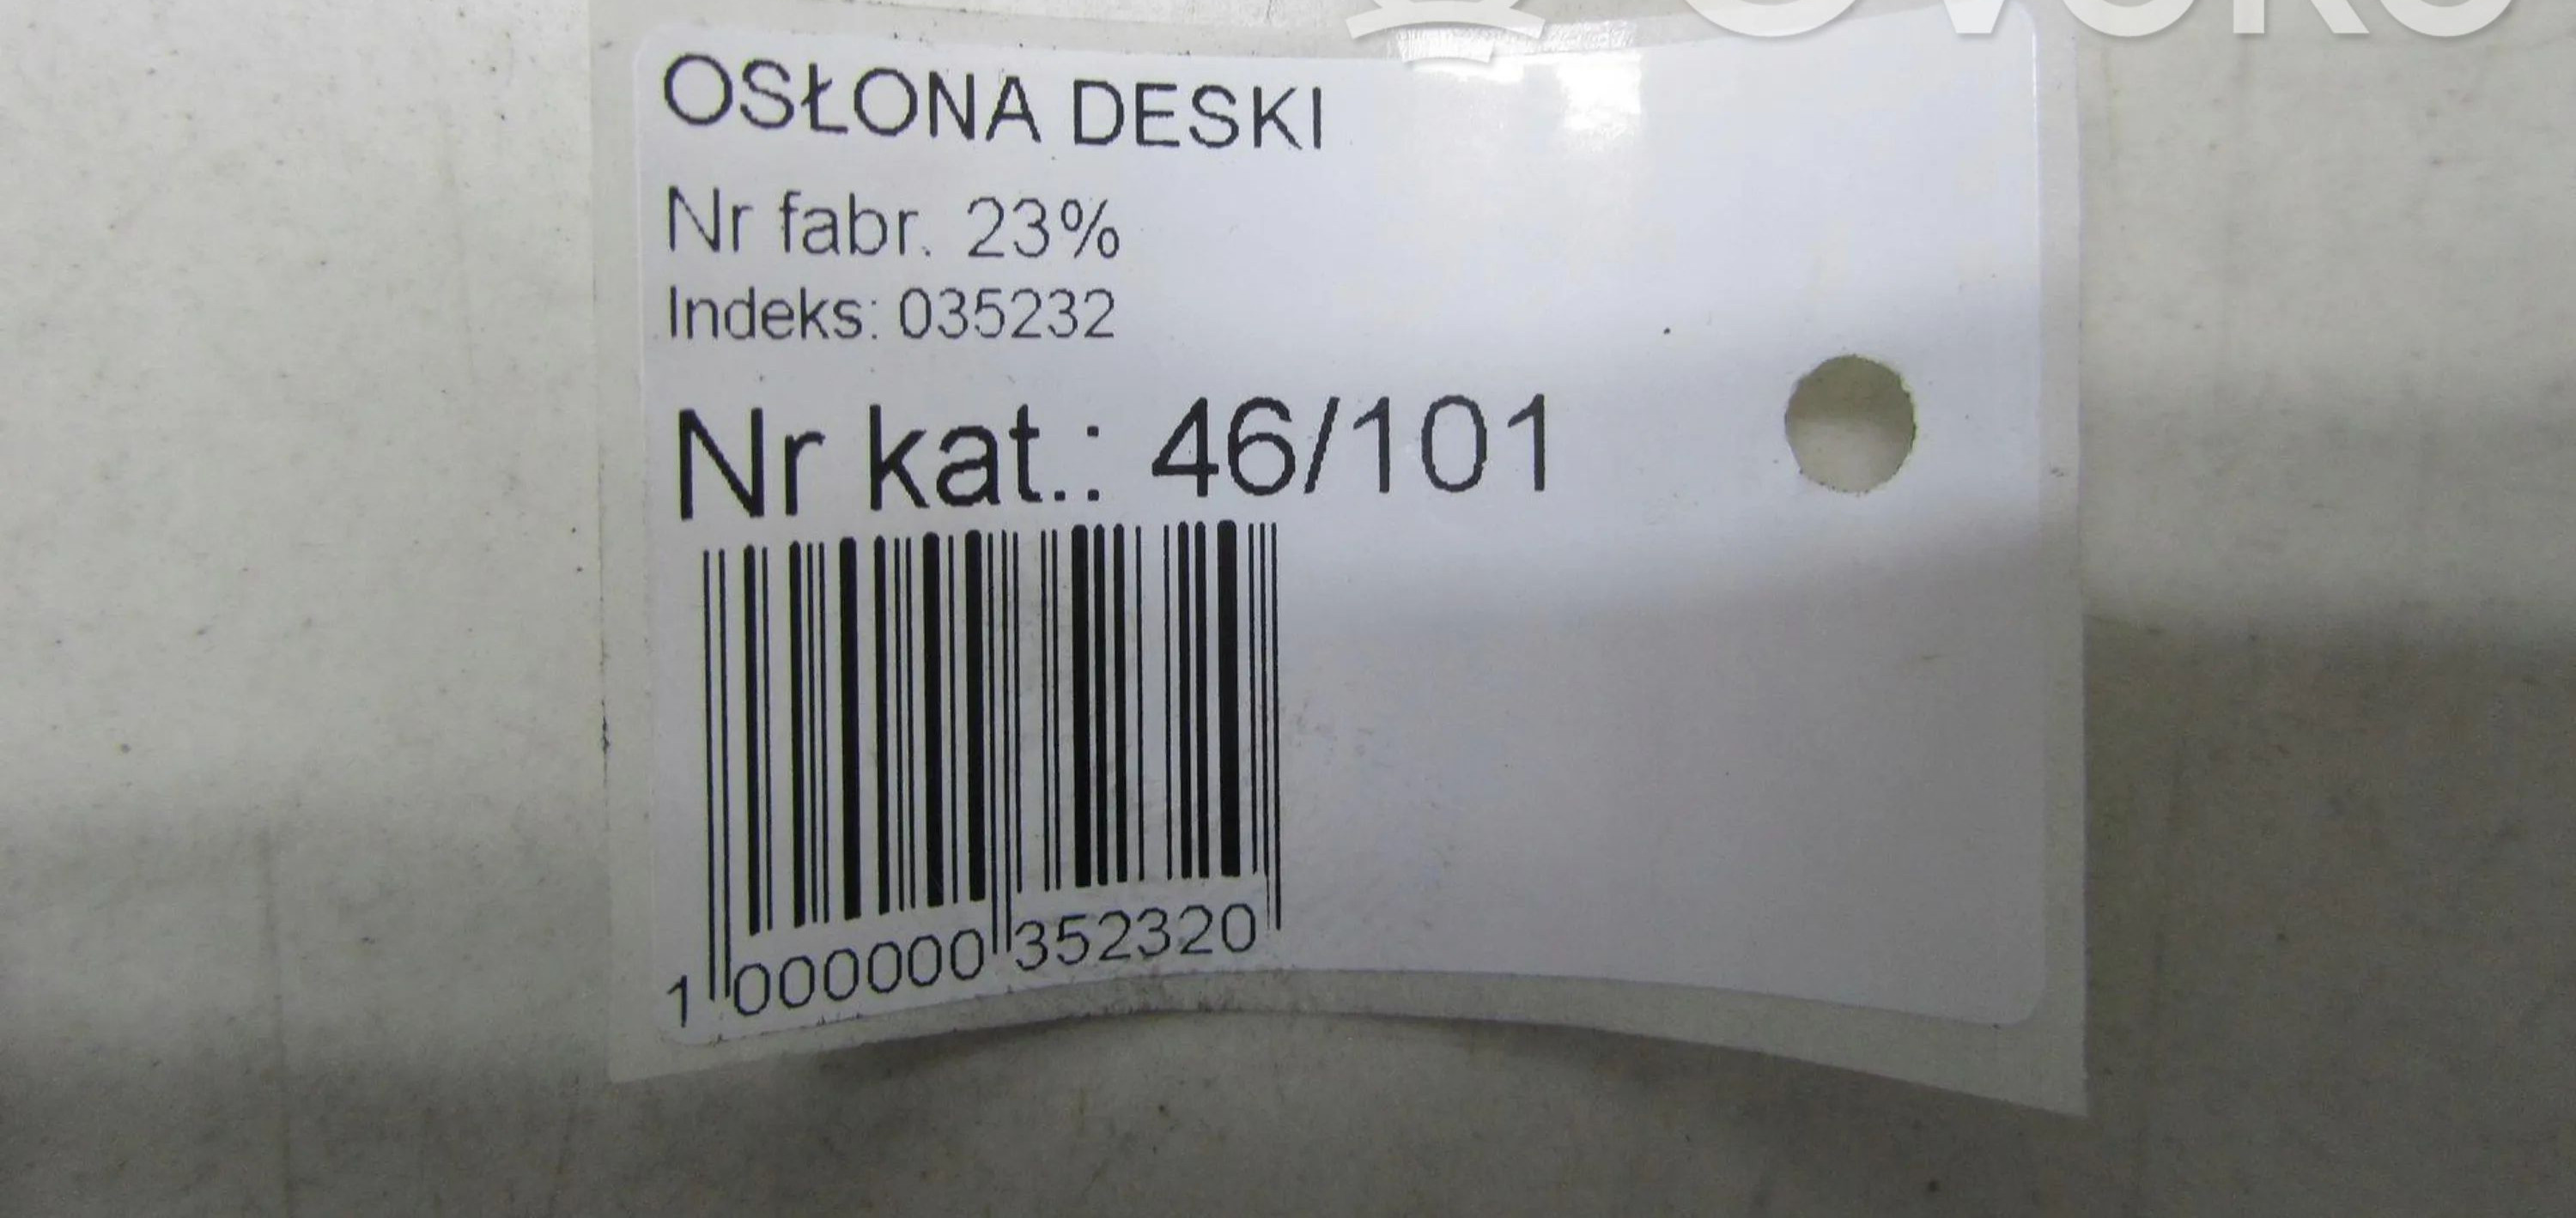 OSŁONA DESKI
Nr fabr. 23%
Indeks: 035232
Nr kat.: 46/101
1 000000 352320